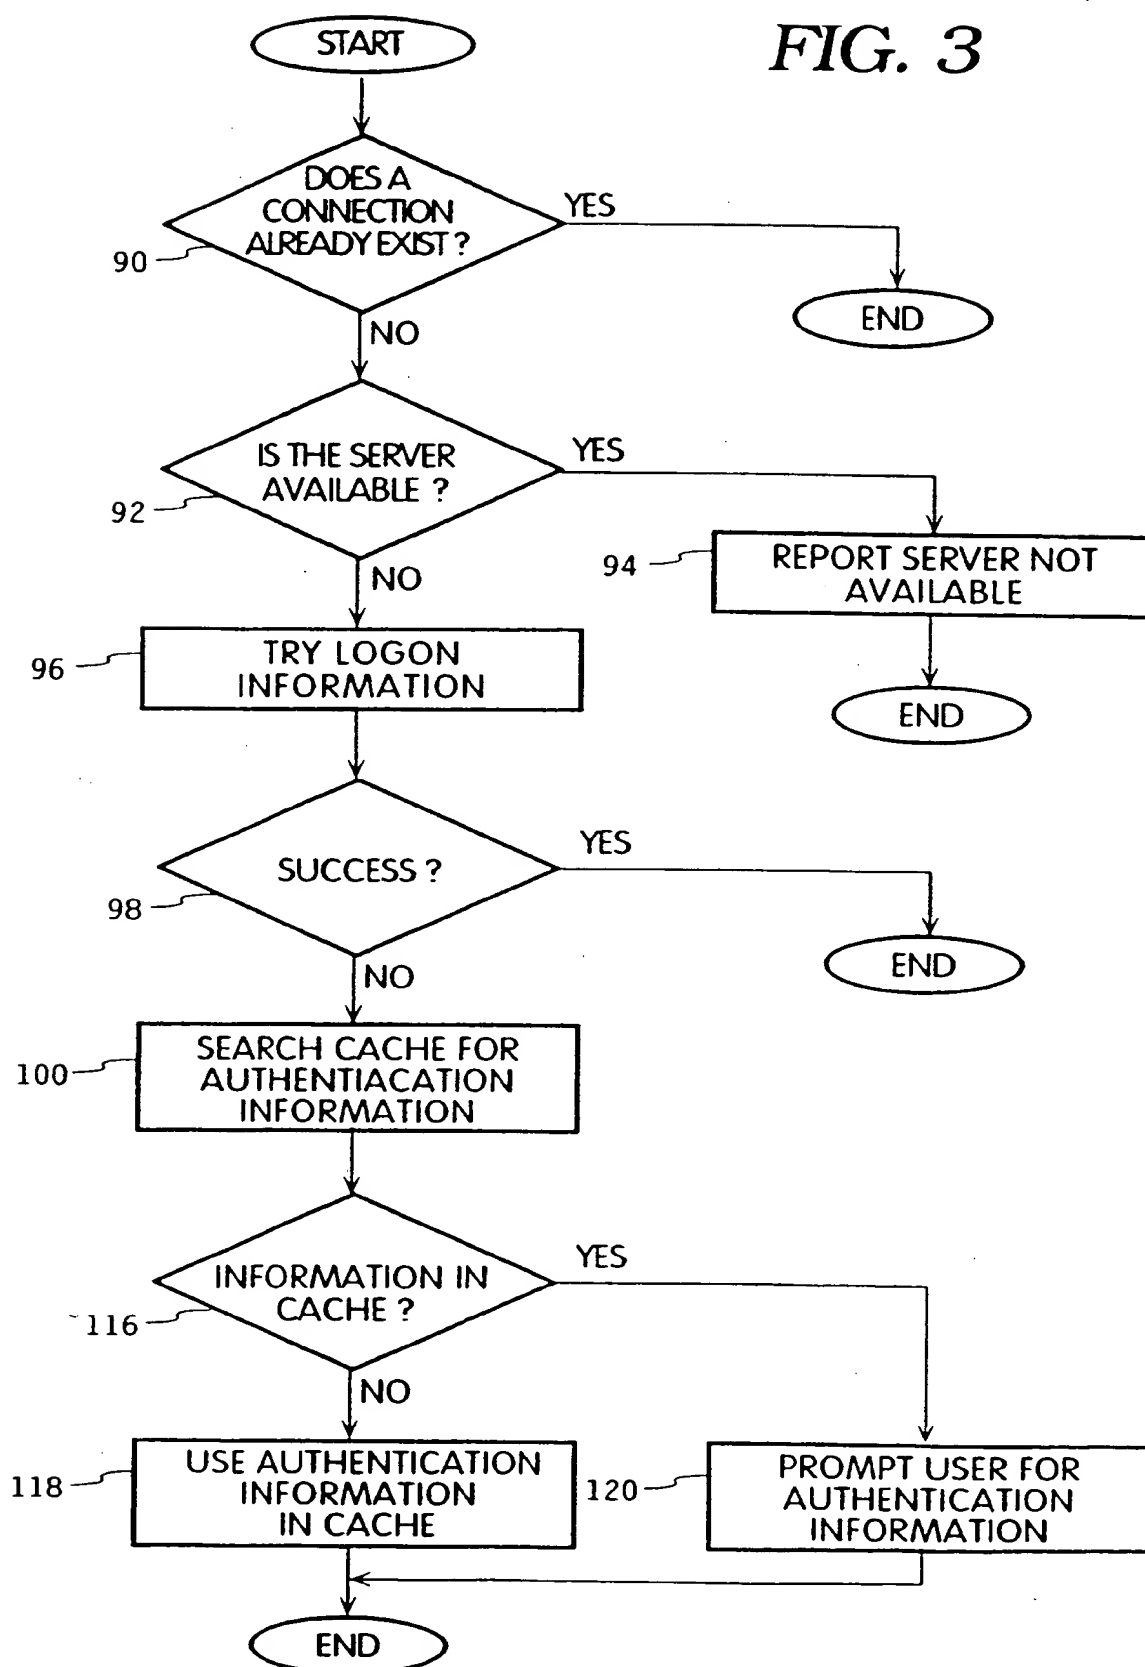 START
FIG. 3
DOES A
CONNECTION
ALREADY EXIST ?
YES
90
END
NO
IS THE SERVER
AVAILABLE ?
YES
92
REPORT SERVER NOT
AVAILABLE
94
NO
TRY LOGON
INFORMATION
96
END
SUCCESS ?
YES
98
END
NO
SEARCH CACHE FOR
AUTHENTIACATION
INFORMATION
100
INFORMATION IN
CACHE ?
YES
116
NO
USE AUTHENTICATION
INFORMATION
IN CACHE
118
PROMPT USER FOR
AUTHENTICATION
INFORMATION
120
END